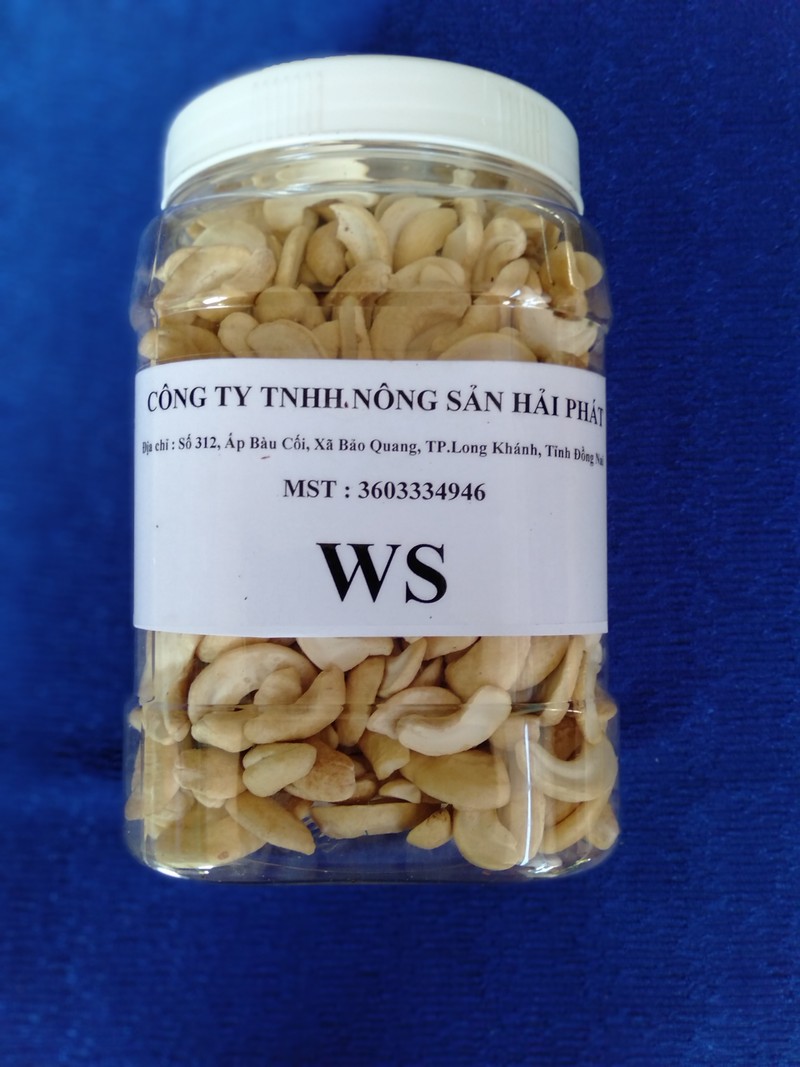 CÔNG TY TNHH.NÔNG SẢN HẢI PHÁT
Địa chỉ : Số 312, Ấp Bàu Cối, Xã Bảo Quang, TP.Long Khánh, Tỉnh Đồng Nai
MST : 3603334946
WS